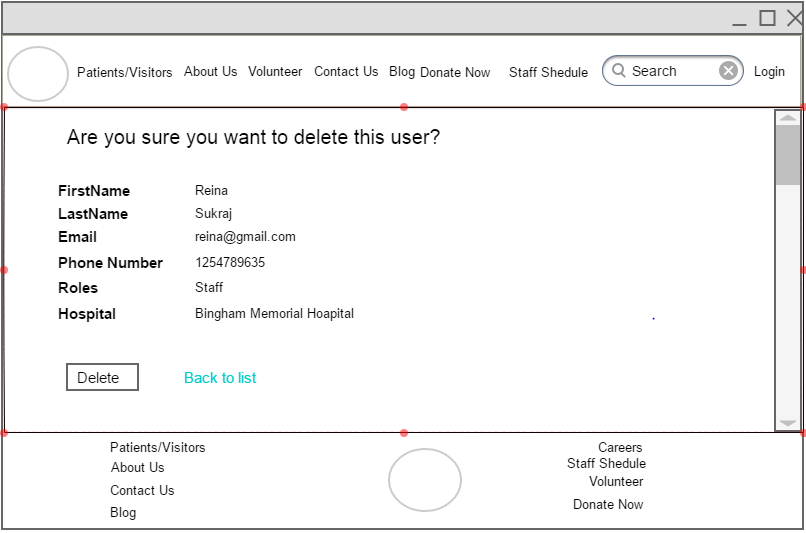 Patients/Visitors About Us Volunteer Contact Us Blog Donate Now Staff Shedule Search Login
Are you sure you want to delete this user?
FirstName Reina
LastName Sukraj
Email reina@gmail.com
Phone Number 1254789635
Roles Staff
Hospital Bingham Memorial Hoapital
Delete Back to list
Patients/Visitors
About Us
Contact Us
Blog
Careers
Staff Shedule
Volunteer
Donate Now